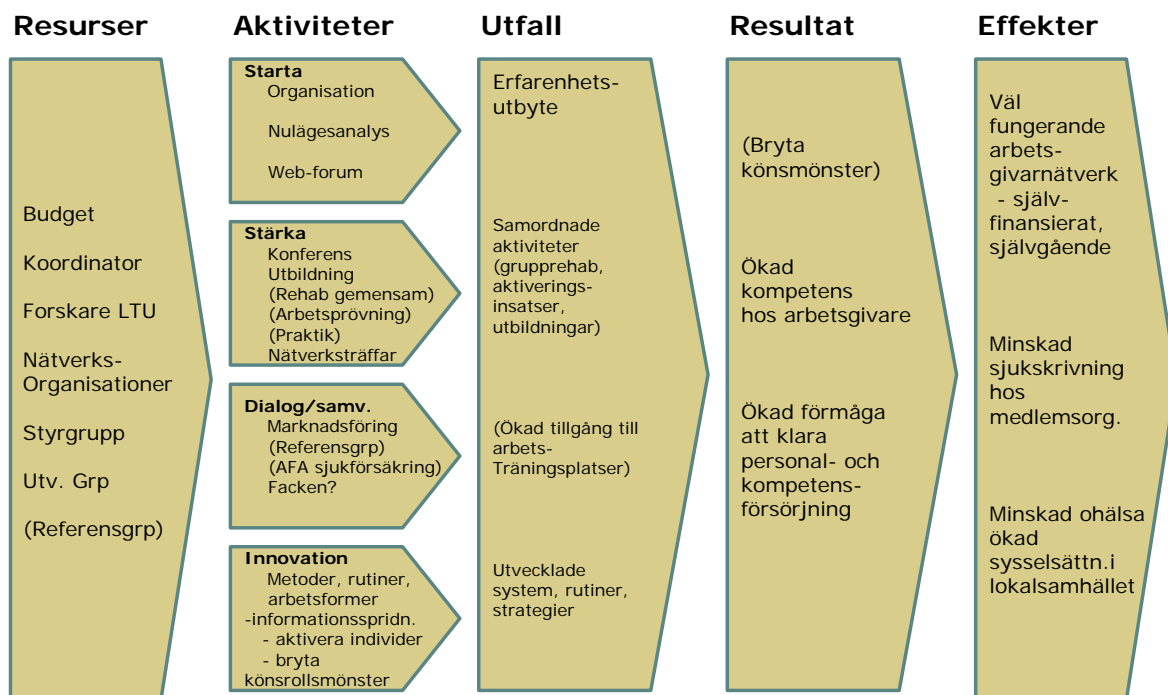 Resurser
Budget
Koordinator
Forskare LTU
Nätverks-
Organisationer
Styrgrupp
Utv. Grp
(Referensgrp)
Aktiviteter
Starta
Organisation
Nulägesanalys
Web-forum
Stärka
Konferens
Utbildning
(Rehab gemensam)
(Arbetsprövning)
(Praktik)
Nätverksträffar
Dialog/samv.
Marknadsföring
(Referensgrp)
(AFA sjukförsäkring)
Facken?
Innovation
Metoder, rutiner,
arbetsformer
-informationsspridn.
- aktivera individer
- bryta
könsrollsmönster
Utfall
Erfarenhets-
utbyte
Samordnade
aktiviteter
(grupprehab,
aktiverings-
insatser,
utbildningar)
(Ökad tillgång till
arbets-
Träningsplatser)
Utvecklade
system, rutiner,
strategier
Resultat
(Bryta
könsmönster)
Ökad
kompetens
hos arbetsgivare
Ökad förmåga
att klara
personal- och
kompetens-
försörjning
Effekter
Väl
fungerande
arbets-
givarnätverk
- själv-
finansierat,
självgående
Minskad
sjukskrivning
hos
medlemsorg.
Minskad ohälsa
ökad
sysselsättn.i
lokalsamhället